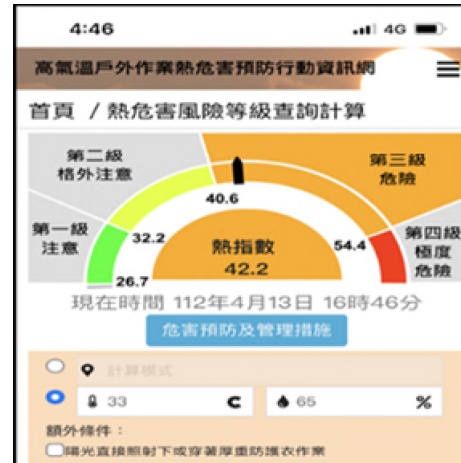 4:46
4G
高氣溫戶外作業熱危害預防行動資訊網
首頁 / 熱危害風險等級查詢計算
第二級
格外注意
第三級
危險
40.6
第一級
注意
32.2
熱指數
54.4
第四級
極度
危險
26.7
42.2
現在時間 112年4月13日 16時46分
危害預防及管理措施
計算模式
33 C 65 %
額外條件：
陽光直接照射下或穿著厚重防護衣作業